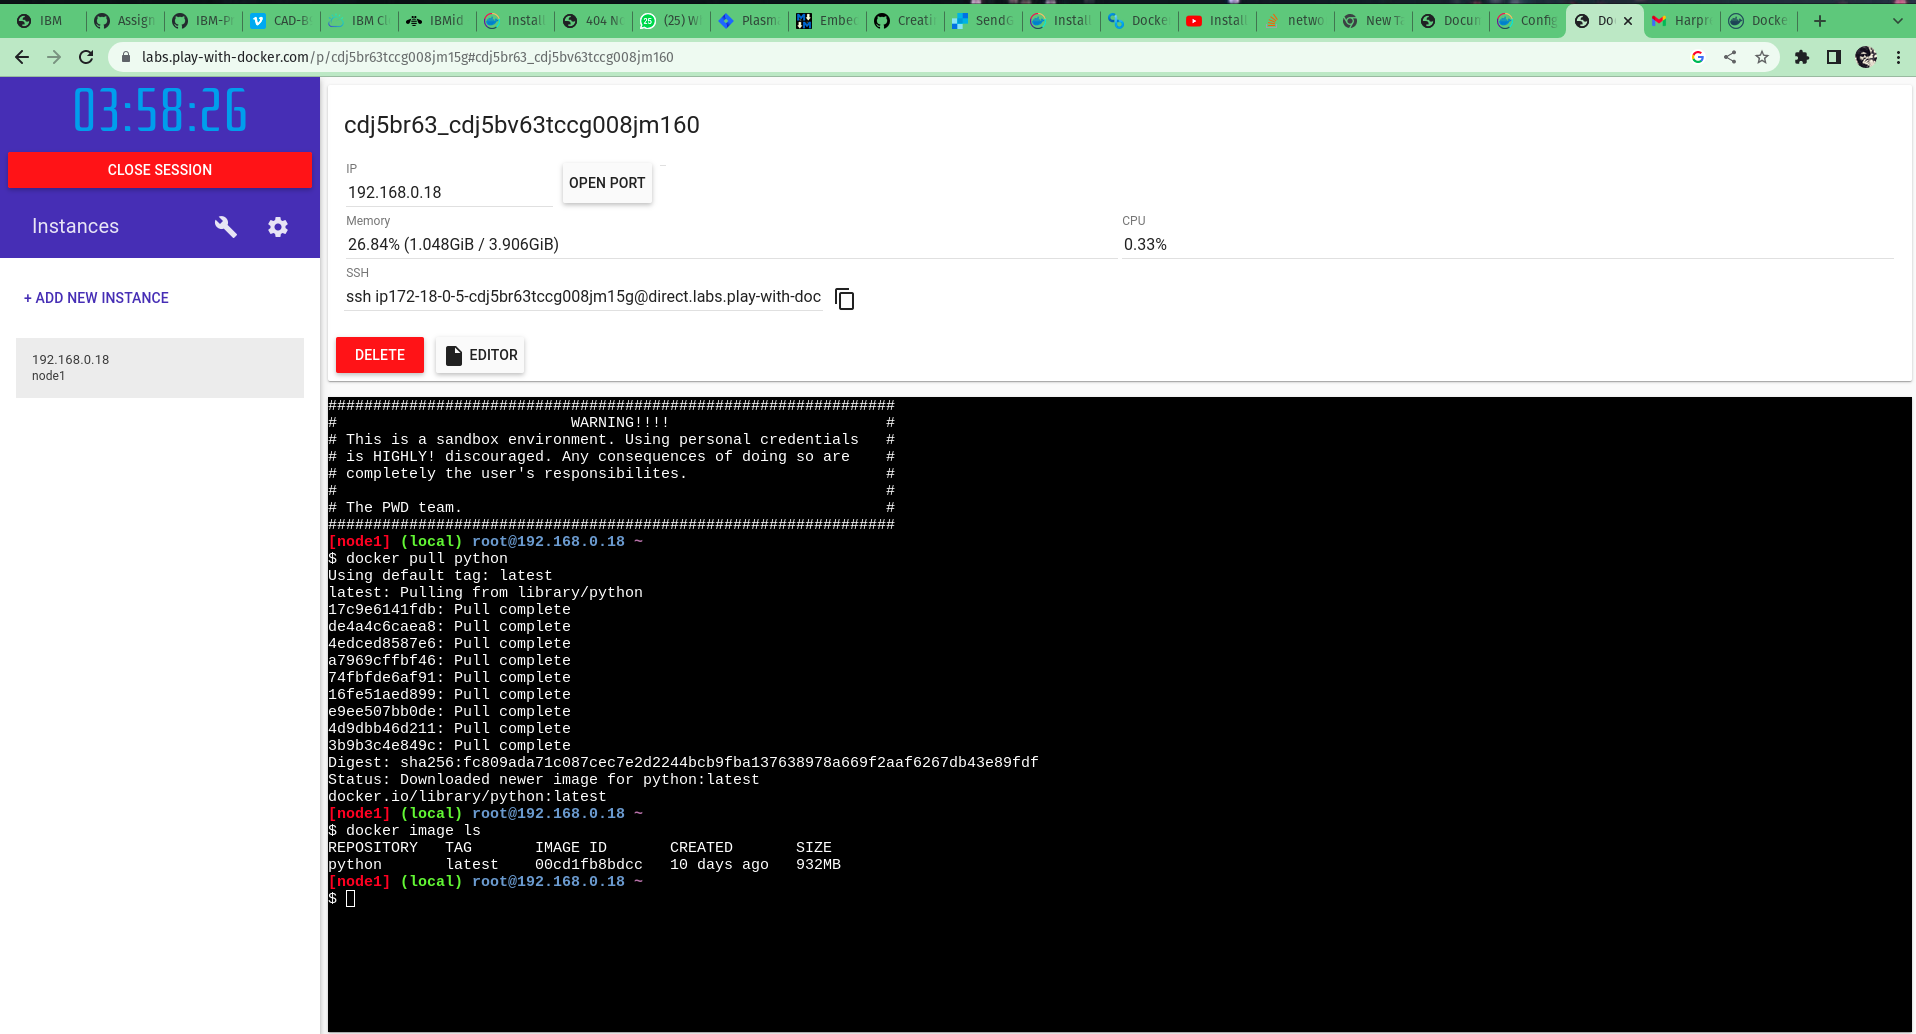 IBM
Assign
IBM-P
CAD-B
IBM Cl
IBMid
Install
404 No
(25) W
Plasm
Embe
Creati
SendG
Install
Docke
Install
netwo
New Ta
Docun
Config
Do
Harpr
Docke
labs.play-with-docker.com/p/cdj5br63tccg008jm15g#cdj5br63_cdj5bv63tccg008jm160
03:58:26
CLOSE SESSION
Instances
+ ADD NEW INSTANCE
192.168.0.18
node1
cdj5br63_cdj5bv63tccg008jm160
IP
192.168.0.18
OPEN PORT
Memory
26.84% (1.048GiB / 3.906GiB)
CPU
0.33%
SSH
ssh ip172-18-0-5-cdj5br63tccg008jm15g@direct.labs.play-with-doc
DELETE
EDITOR
###############################################################
#                          WARNING!!!!                        #
# This is a sandbox environment. Using personal credentials   #
# is HIGHLY! discouraged. Any consequences of doing so are    #
# completely the user's responsibilites.                      #
#                                                             #
# The PWD team.                                               #
###############################################################
[node1] (local) root@192.168.0.18 ~
$ docker pull python
Using default tag: latest
latest: Pulling from library/python
17c9e6141fdb: Pull complete
de4a4c6caea8: Pull complete
4edced8587e6: Pull complete
a7969cffbf46: Pull complete
74fbfde6af91: Pull complete
16fe51aed899: Pull complete
e9ee507bb0de: Pull complete
4d9dbb46d211: Pull complete
3b9b3c4e849c: Pull complete
Digest: sha256:fc809ada71c087cec7e2d2244bcb9fba137638978a669f2aaf6267db43e89fdf
Status: Downloaded newer image for python:latest
docker.io/library/python:latest
[node1] (local) root@192.168.0.18 ~
$ docker image ls
REPOSITORY   TAG       IMAGE ID       CREATED       SIZE
python       latest    00cd1fb8bdcc   10 days ago   932MB
[node1] (local) root@192.168.0.18 ~
$